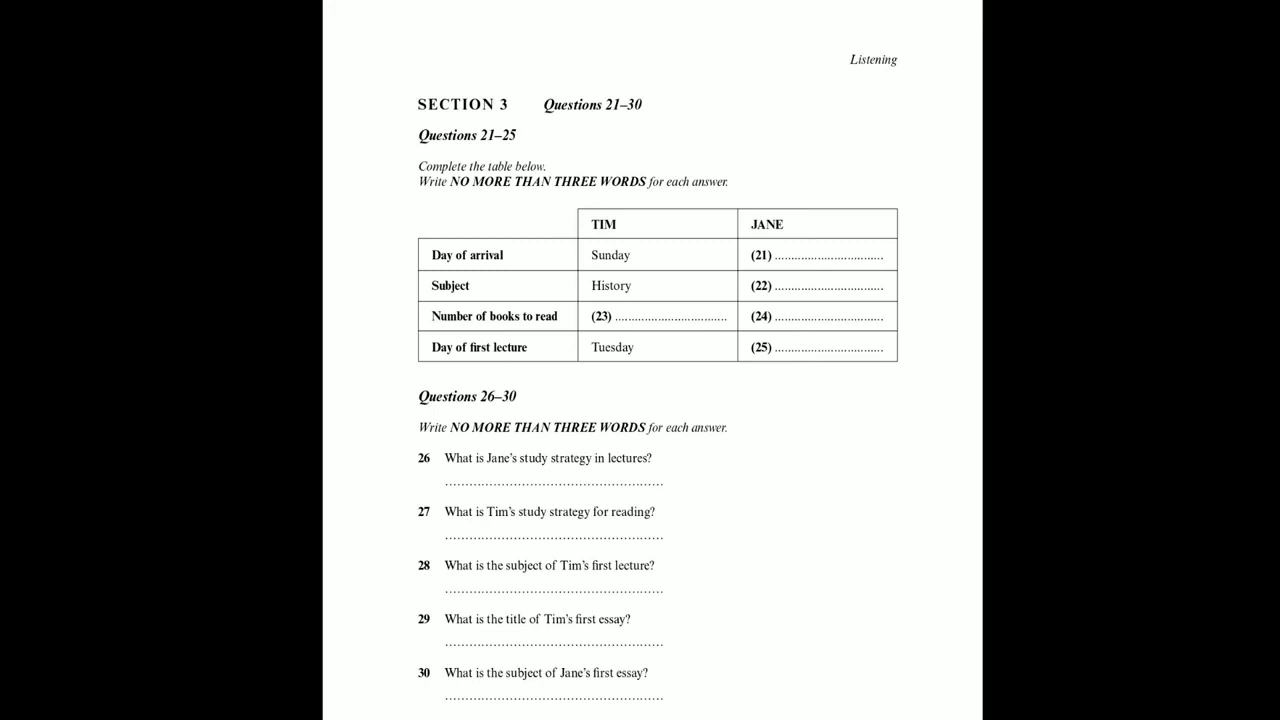 Listening
SECTION 3 Questions 21–30
Questions 21–25
Complete the table below.
Write NO MORE THAN THREE WORDS for each answer.
TIM JANE
Day of arrival Sunday (21) .................................
Subject History (22) .................................
Number of books to read (23) .................................. (24) .................................
Day of first lecture Tuesday (25) .................................
Questions 26–30
Write NO MORE THAN THREE WORDS for each answer.
26 What is Jane’s study strategy in lectures?
......................................................
27 What is Tim’s study strategy for reading?
......................................................
28 What is the subject of Tim’s first lecture?
......................................................
29 What is the title of Tim’s first essay?
......................................................
30 What is the subject of Jane’s first essay?
......................................................